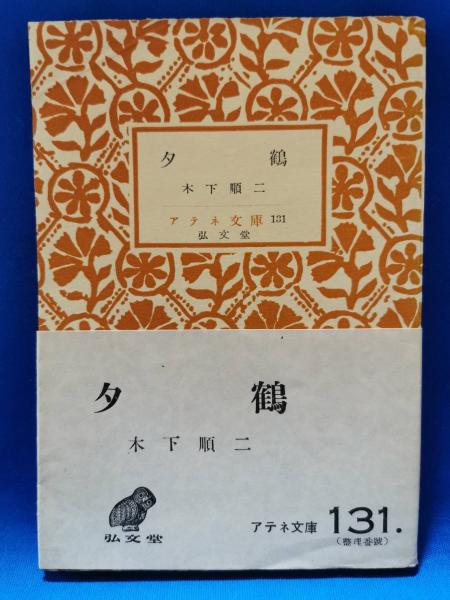 夕鶴
木下順二
アテネ文庫 131
弘文堂
夕鶴
木下順二
弘文堂
アテネ文庫 131.
(整理番號)